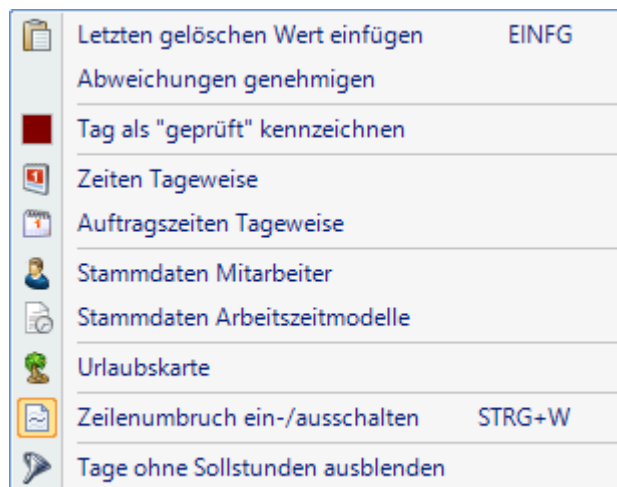 Letzten gelöschen Wert einfügen EINFG
Abweichungen genehmigen
Tag als "geprüft" kennzeichnen
Zeiten Tageweise
Auftragszeiten Tageweise
Stammdaten Mitarbeiter
Stammdaten Arbeitszeitmodelle
Urlaubskarte
Zeilenumbruch ein-/ausschalten STRG+W
Tage ohne Sollstunden ausblenden